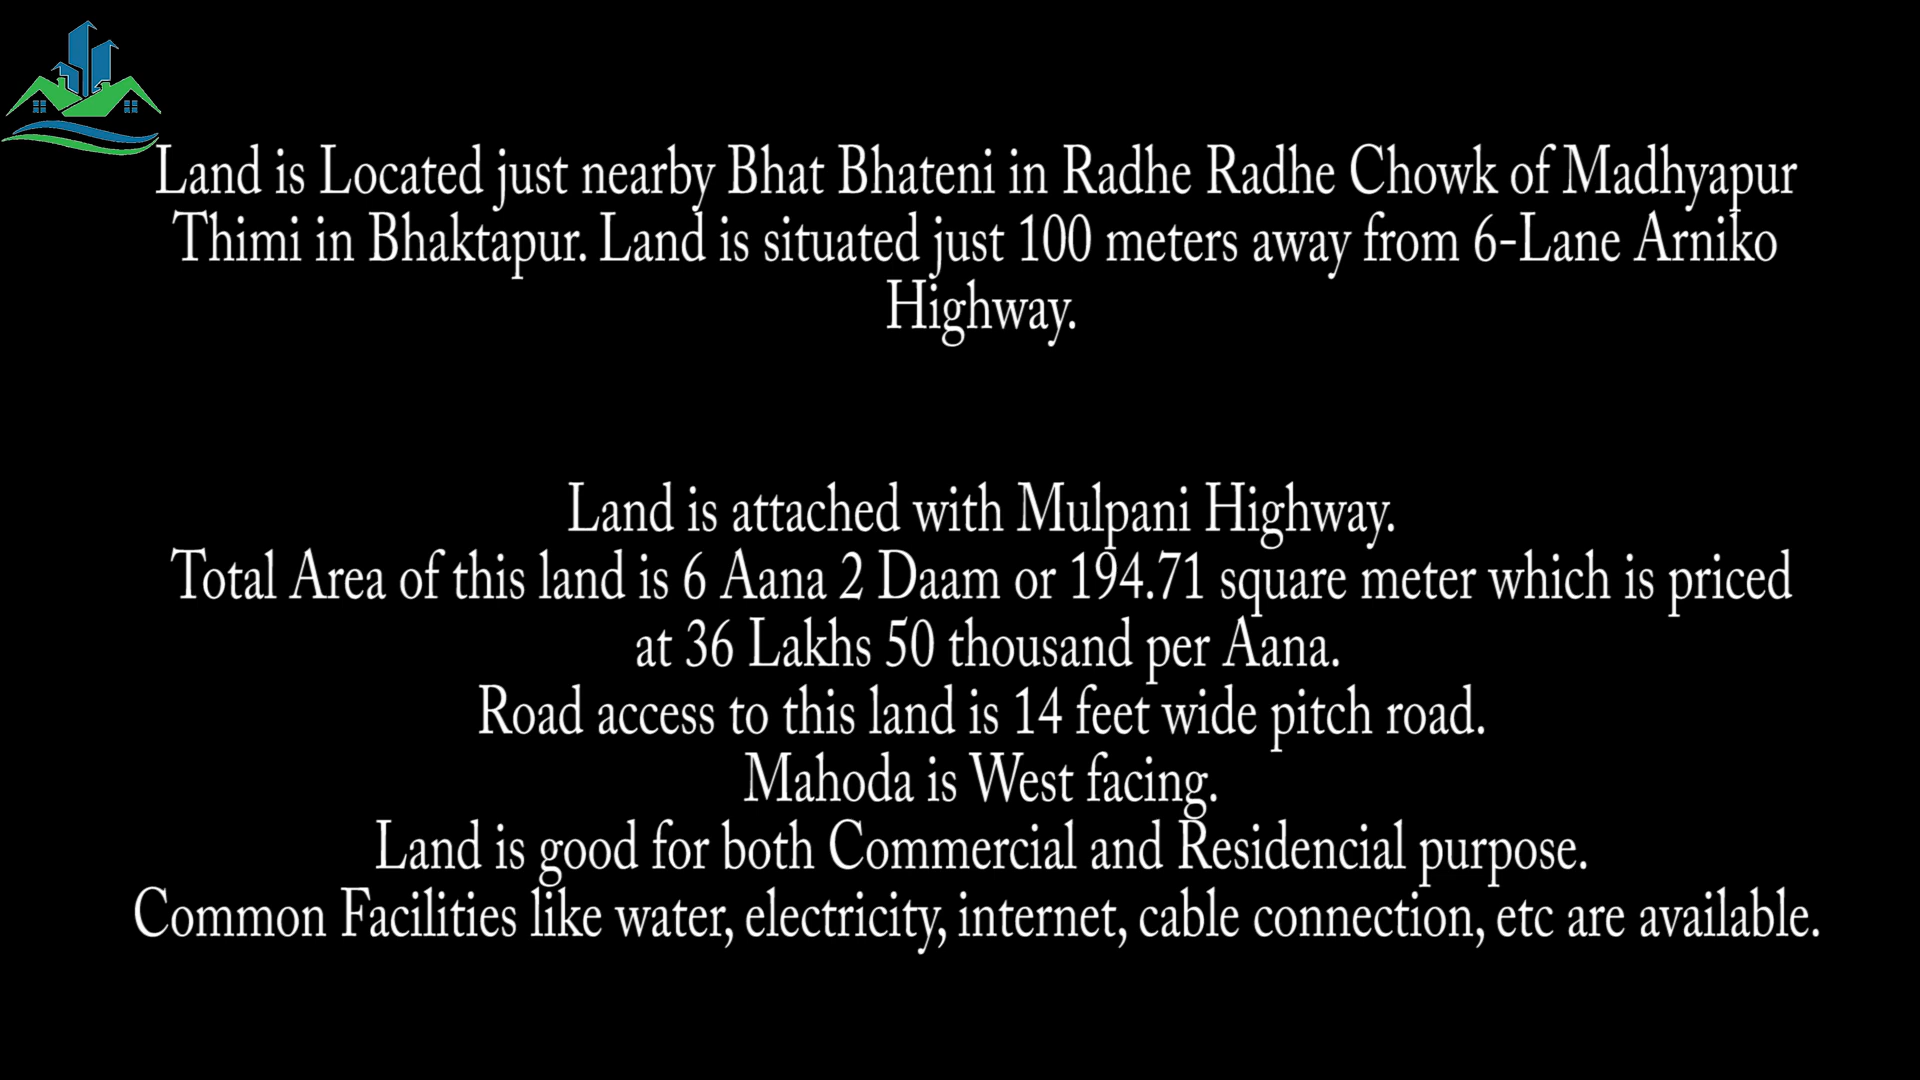 Land is Located just nearby Bhat Bhateni in Radhe Radhe Chowk of Madhyapur
Thimi in Bhaktapur. Land is situated just 100 meters away from 6-Lane Arniko
Highway.
Land is attached with Mulpani Highway.
Total Area of this land is 6 Aana 2 Daam or 194.71 square meter which is priced
at 36 Lakhs 50 thousand per Aana.
Road access to this land is 14 feet wide pitch road.
Mahoda is West facing.
Land is good for both Commercial and Residencial purpose.
Common Facilities like water, electricity, internet, cable connection, etc are available.